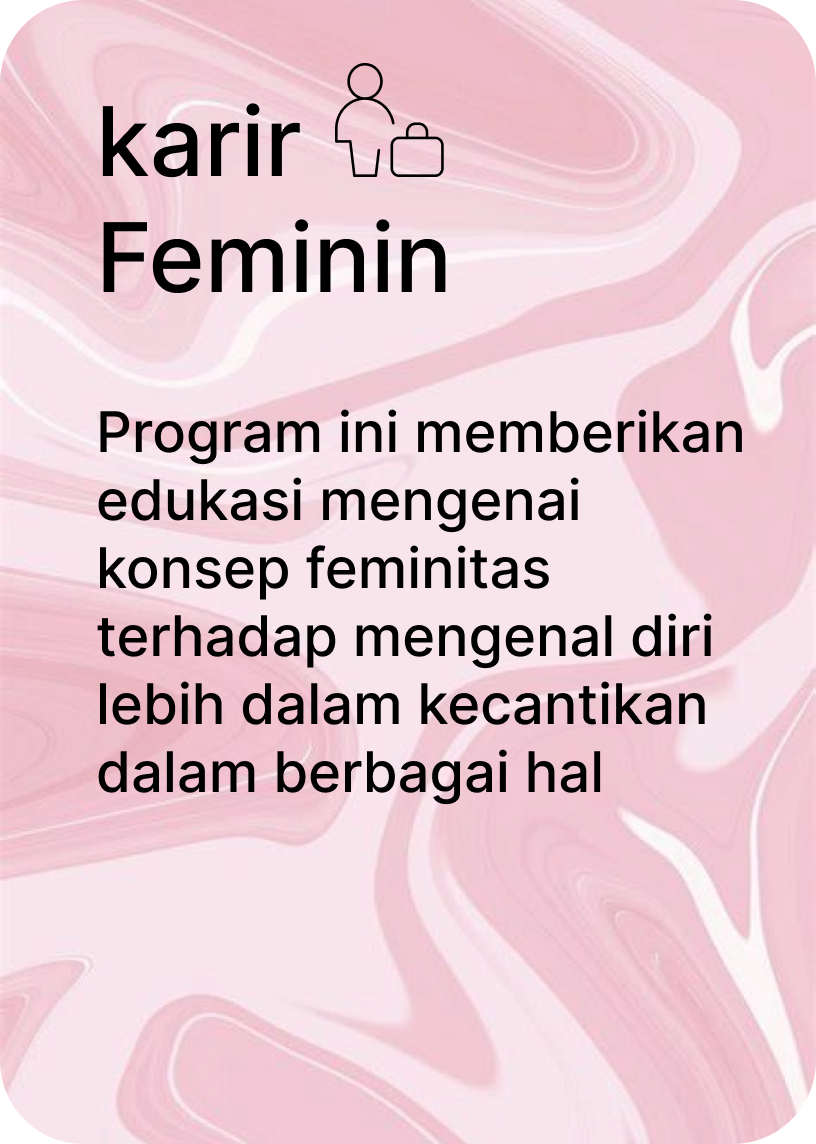 karir
Feminin
Program ini memberikan
edukasi mengenai
konsep feminitas
terhadap mengenal diri
lebih dalam kecantikan
dalam berbagai hal